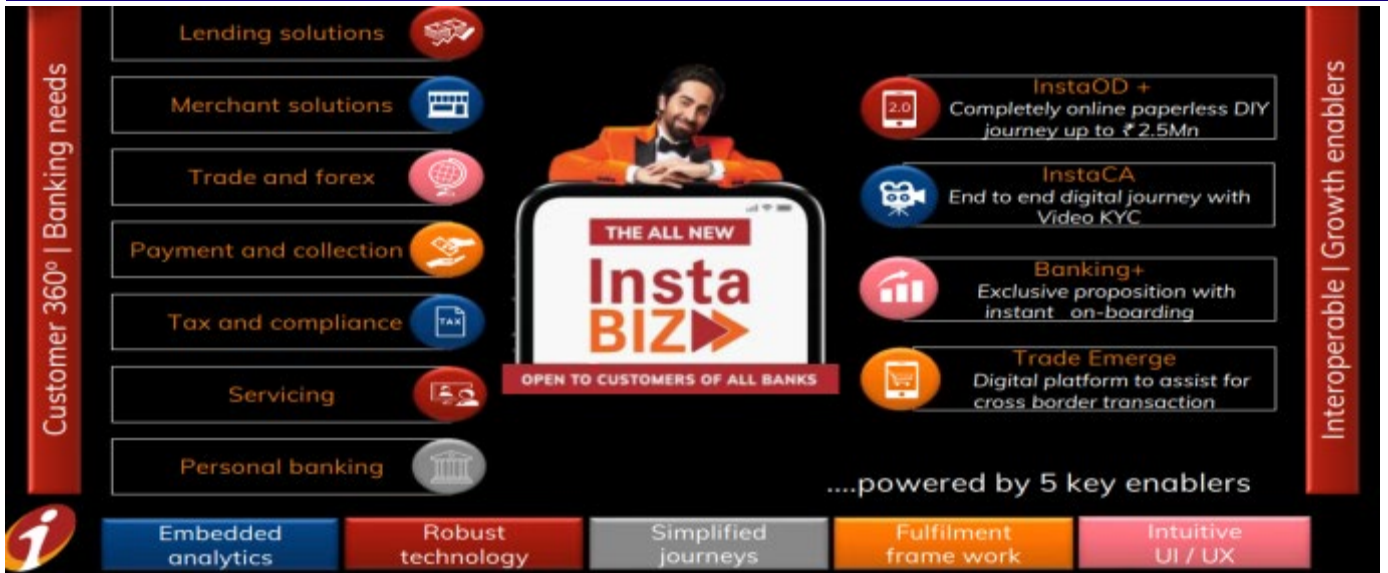 Customer 360⁰ | Banking needs
Lending solutions
Merchant solutions
Trade and forex
Payment and collection
Tax and compliance
TAX
Servicing
Personal banking
THE ALL NEW
Insta
BIZ
OPEN TO CUSTOMERS OF ALL BANKS
2.0
InstaOD +
Completely online paperless DIY
journey up to ₹ 2.5Mn
InstaCA
End to end digital journey with
Video KYC
Banking+
Exclusive proposition with
instant on-boarding
Trade Emerge
Digital platform to assist for
cross border transaction
Interoperable | Growth enablers
....powered by 5 key enablers
Embedded
analytics
Robust
technology
Simplified
journeys
Fulfilment
frame work
Intuitive
UI / UX